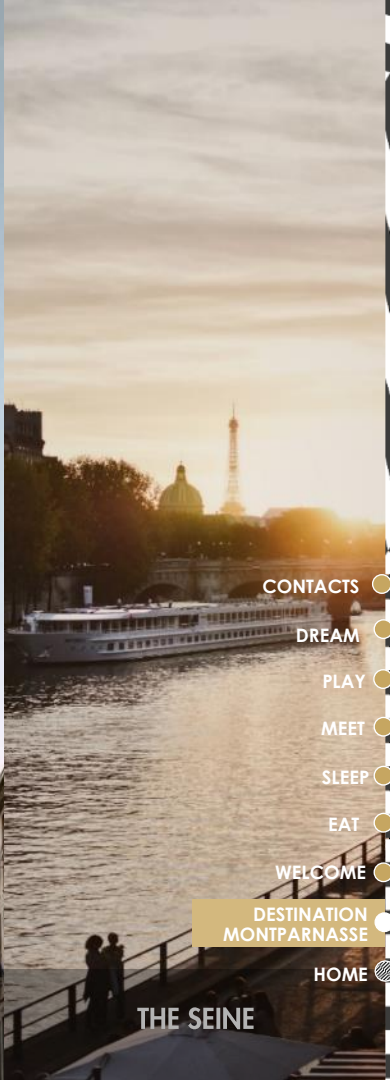 CONTACTS
DREAM
PLAY
MEET
SLEEP
EAT
WELCOME
DESTINATION
MONTPARNASSE
HOME
THE SEINE